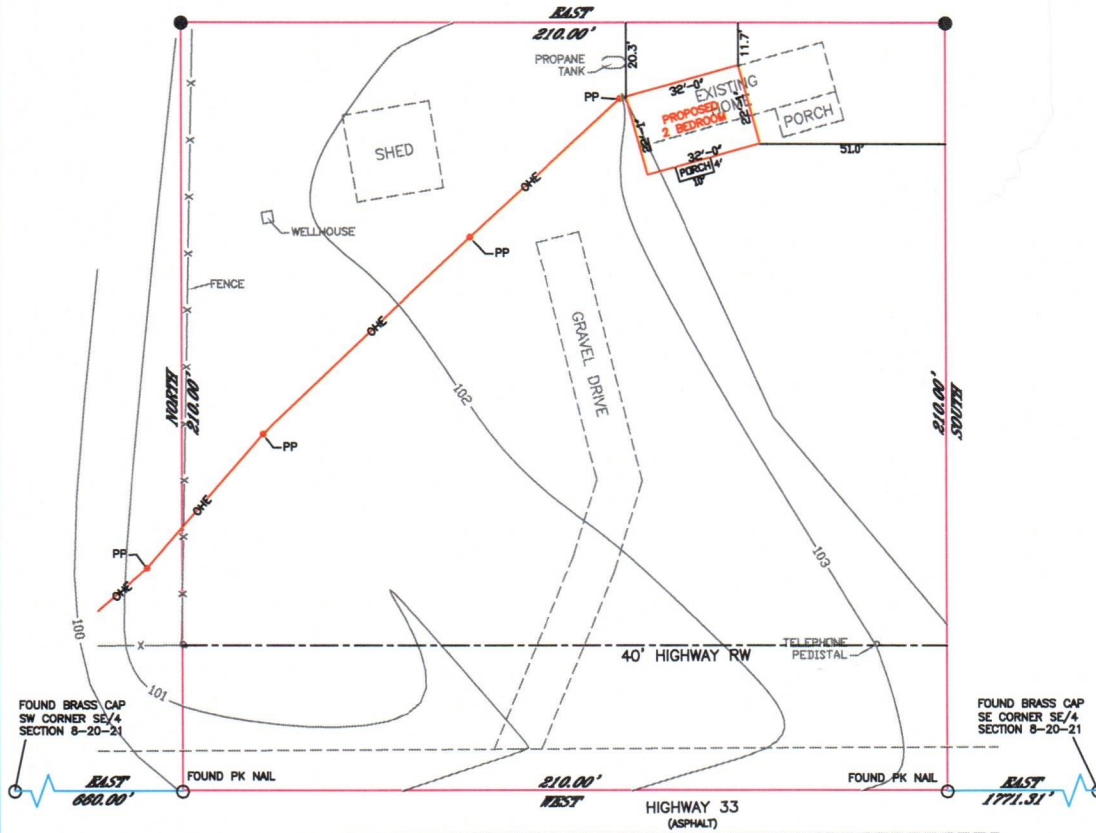 EAST
210.00'
PROPANE
TANK
20.3'
11.7'
PP
32'-0"
EXISTING
HOME
PROPOSED
2 BEDROOM
22'-1"
22'-1"
PORCH
32'-0"
PORCH
4'
10'
51.0'
SHED
OHE
WELLHOUSE
PP
FENCE
OHE
GRAVEL DRIVE
NORTH
210.00'
210.00'
SOUTH
102
PP
OHE
103
PP
OHE
100
TELEPHONE
PEDISTAL
40' HIGHWAY RW
101
FOUND BRASS CAP
SW CORNER SE/4
SECTION 8-20-21
FOUND BRASS CAP
SE CORNER SE/4
SECTION 8-20-21
FOUND PK NAIL
FOUND PK NAIL
EAST
660.00'
210.00'
WEST
EAST
1771.31'
HIGHWAY 33
(ASPHALT)